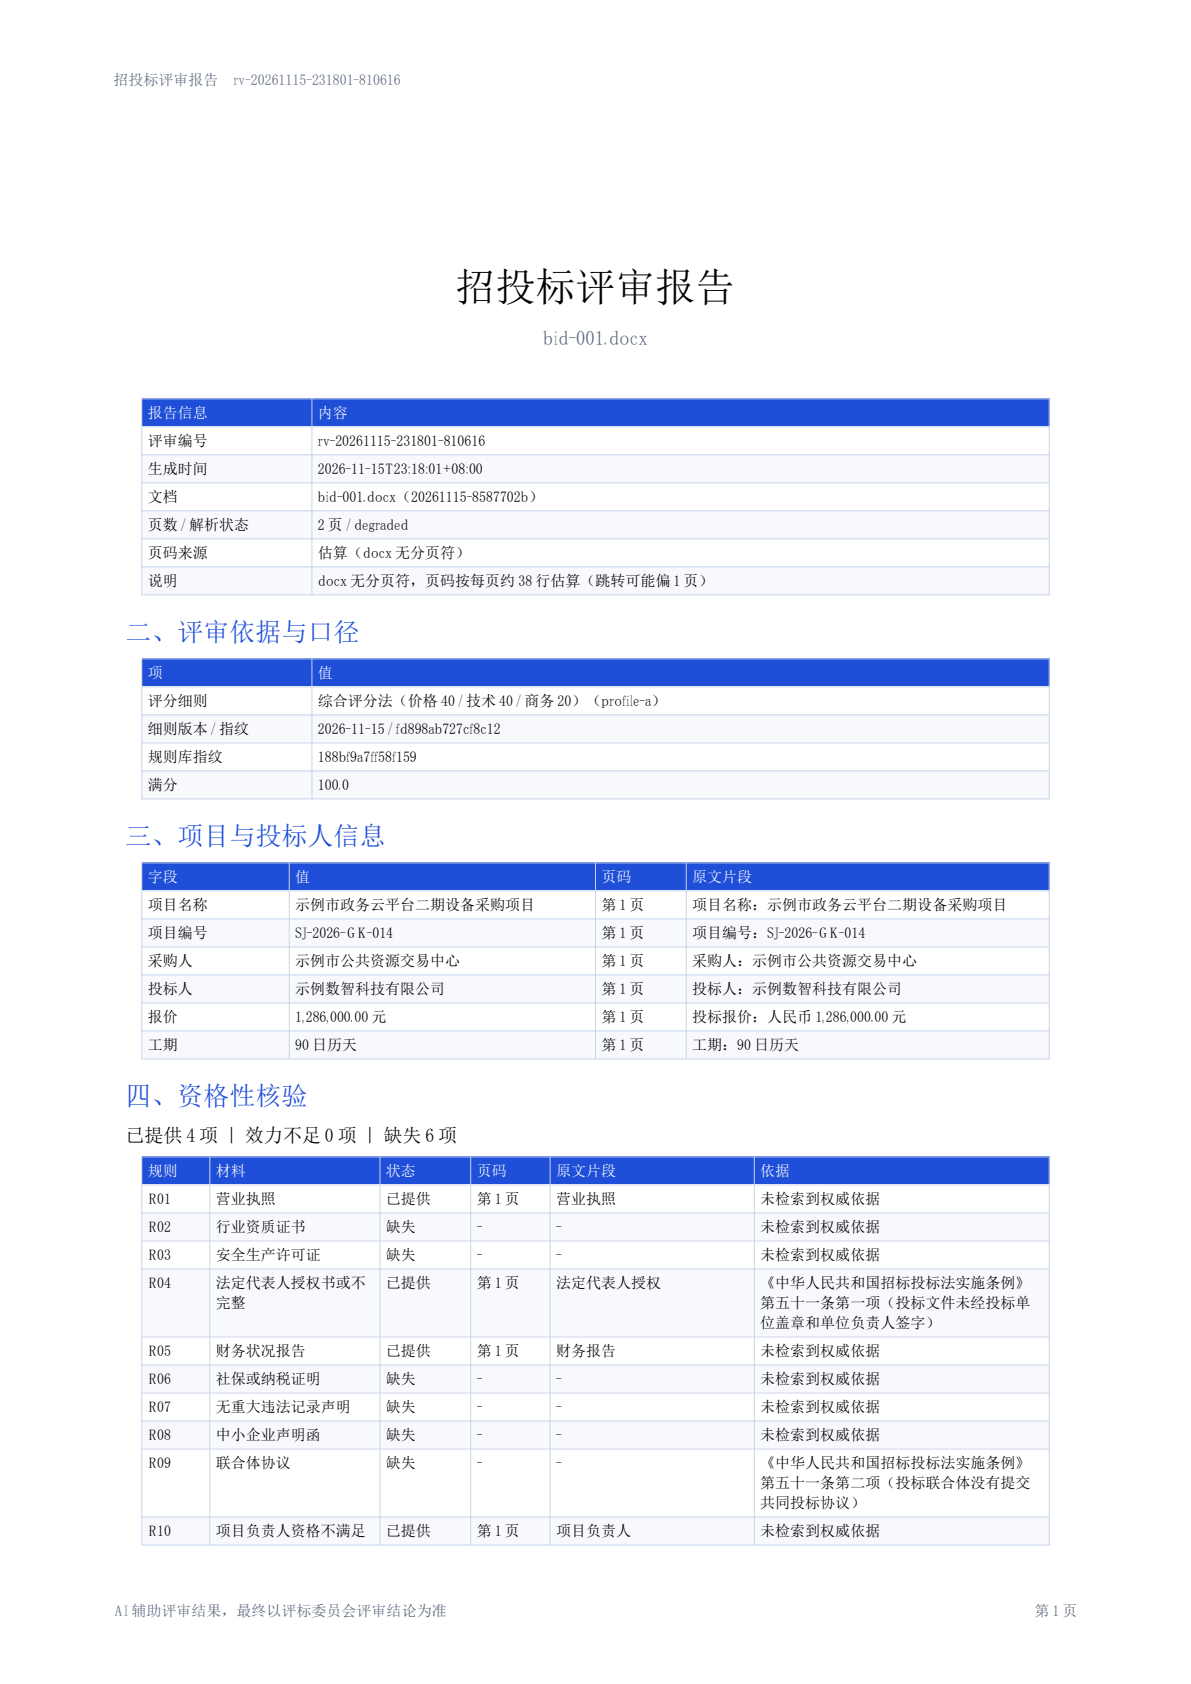 招投标评审报告 rv-20261115-231801-810616
招投标评审报告
bid-001.docx
报告信息 内容
评审编号 rv-20261115-231801-810616
生成时间 2026-11-15T23:18:01+08:00
文档 bid-001.docx（20261115-8587702b）
页数 / 解析状态 2 页 / degraded
页码来源 估算（docx 无分页符）
说明 docx 无分页符，页码按每页约 38 行估算（跳转可能偏 1 页）
二、评审依据与口径
项 值
评分细则 综合评分法（价格 40 / 技术 40 / 商务 20）（profile-a）
细则版本 / 指纹 2026-11-15 / fd898ab727cf8c12
规则库指纹 188bf9a7ff58f159
满分 100.0
三、项目与投标人信息
字段 值 页码 原文片段
项目名称 示例市政务云平台二期设备采购项目 第 1 页 项目名称：示例市政务云平台二期设备采购项目
项目编号 SJ-2026-GK-014 第 1 页 项目编号：SJ-2026-GK-014
采购人 示例市公共资源交易中心 第 1 页 采购人：示例市公共资源交易中心
投标人 示例数智科技有限公司 第 1 页 投标人：示例数智科技有限公司
报价 1,286,000.00 元 第 1 页 投标报价：人民币 1,286,000.00 元
工期 90 日历天 第 1 页 工期：90 日历天
四、资格性核验
已提供 4 项 ｜ 效力不足 0 项 ｜ 缺失 6 项
规则 材料 状态 页码 原文片段 依据
R01 营业执照 已提供 第 1 页 营业执照 未检索到权威依据
R02 行业资质证书 缺失 - - 未检索到权威依据
R03 安全生产许可证 缺失 - - 未检索到权威依据
R04 法定代表人授权书或不 已提供 第 1 页 法定代表人授权 《中华人民共和国招标投标法实施条例》
完整 第五十一条第一项（投标文件未经投标单
位盖章和单位负责人签字）
R05 财务状况报告 已提供 第 1 页 财务报告 未检索到权威依据
R06 社保或纳税证明 缺失 - - 未检索到权威依据
R07 无重大违法记录声明 缺失 - - 未检索到权威依据
R08 中小企业声明函 缺失 - - 未检索到权威依据
R09 联合体协议 缺失 - - 《中华人民共和国招标投标法实施条例》
第五十一条第二项（投标联合体没有提交
共同投标协议）
R10 项目负责人资格不满足 已提供 第 1 页 项目负责人 未检索到权威依据
AI 辅助评审结果，最终以评标委员会评审结论为准 第 1 页